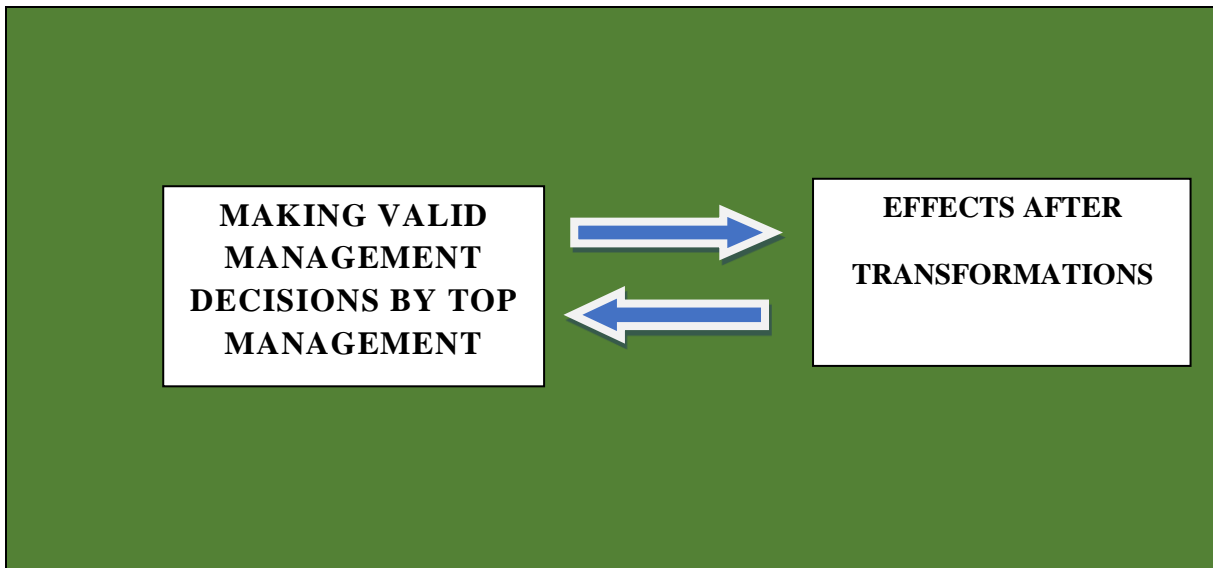 MAKING VALID
MANAGEMENT
DECISIONS BY TOP
MANAGEMENT
EFFECTS AFTER
TRANSFORMATIONS